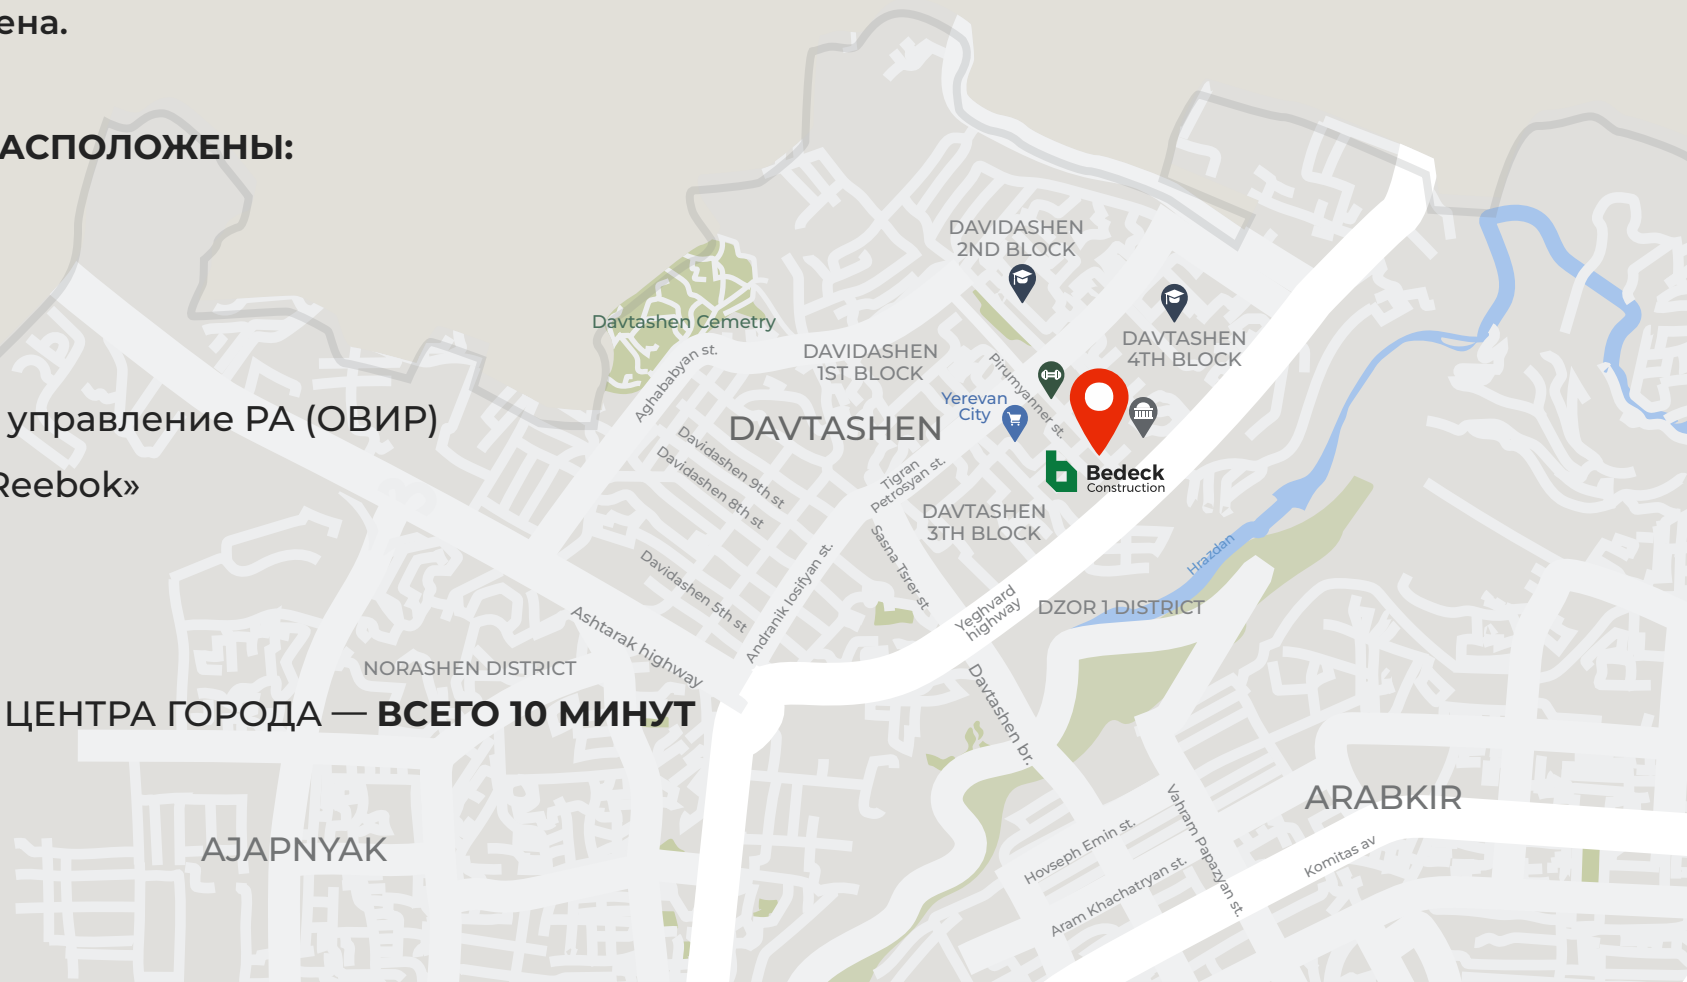 ена.
АСПОЛОЖЕНЫ:
управление РА (ОВИР)
Reebok»
ЦЕНТРА ГОРОДА — ВСЕГО 10 МИНУТ
DAVIDASHEN
2ND BLOCK
Davtashen Cemetry
DAVTASHEN
4TH BLOCK
DAVIDASHEN
1ST BLOCK
Aghababyan st.
Pirumyanner st.
Yerevan
City
DAVTASHEN
Davidashen 9th st
Davidashen 8th st
Tigran
Petrosyan st.
Bedeck
Construction
DAVTASHEN
3TH BLOCK
Sasna Tsrer st
Andranik Iosifyan st.
Davidashen 5th st
Hrazdan
Yeghvard
highway
DZOR 1 DISTRICT
Ashtarak highway
NORASHEN DISTRICT
Davtashen br.
ARABKIR
AJAPNYAK
Vahram Papazyan st.
Hovseph Emin st.
Komitas av
Aram Khachatryan st.